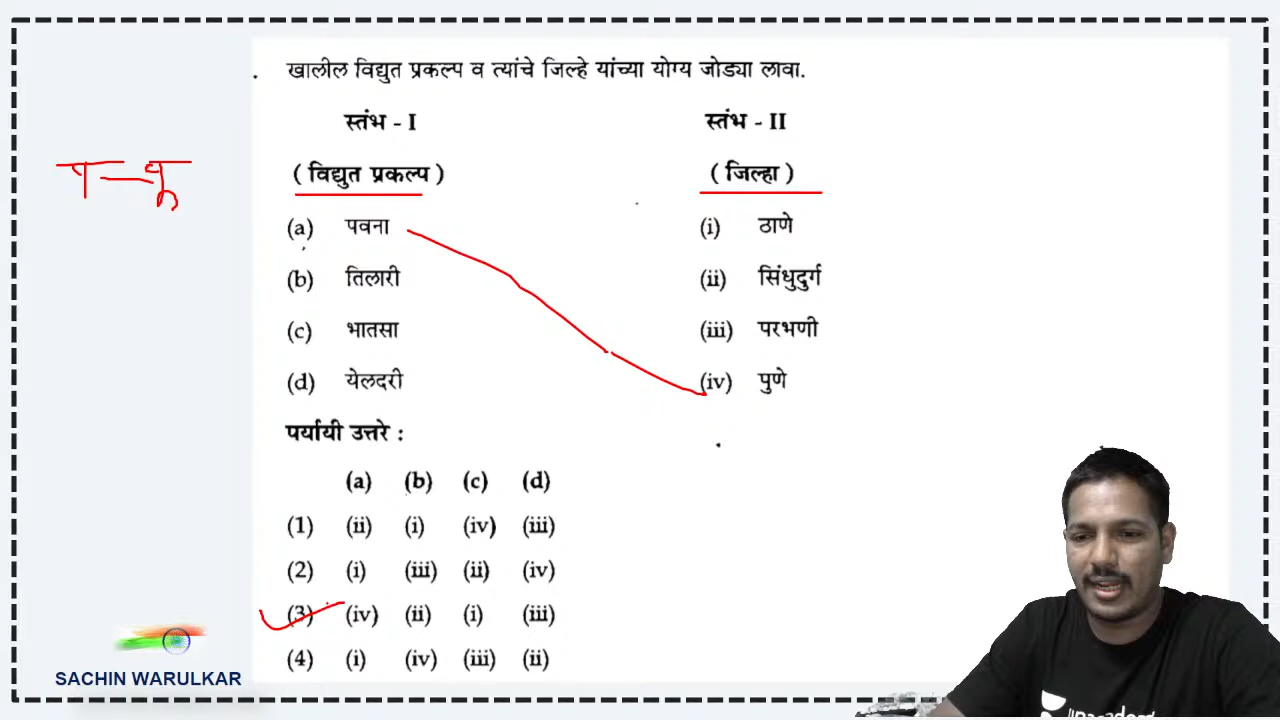 . खालील विद्युत प्रकल्प व त्यांचे जिल्हे यांच्या योग्य जोड्या लावा.
स्तंभ - I स्तंभ - II
( विद्युत प्रकल्प ) ( जिल्हा )
(a) पवना (i) ठाणे
(b) तिलारी (ii) सिंधुदुर्ग
(c) भातसा (iii) परभणी
(d) येलदरी (iv) पुणे
पर्यायी उत्तरे :
(a) (b) (c) (d)
(1) (ii) (i) (iv) (iii)
(2) (i) (iii) (ii) (iv)
(3) (iv) (ii) (i) (iii)
(4) (i) (iv) (iii) (ii)
SACHIN WARULKAR